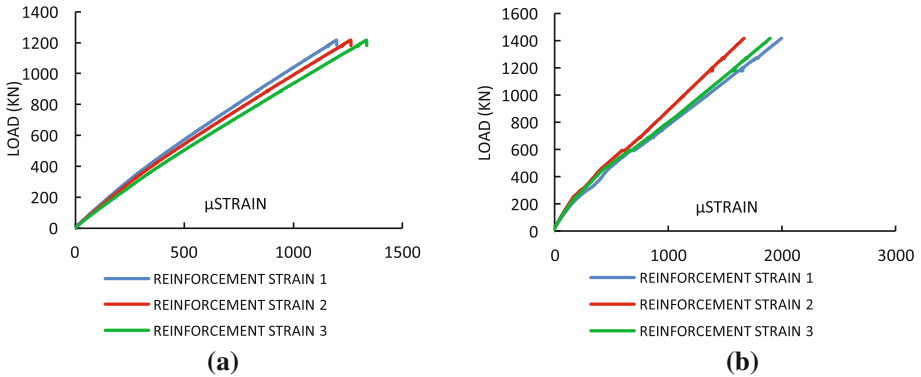 1400
1200
1000
800
600
400
200
0
LOAD (KN)
µSTRAIN
0 500 1000 1500
REINFORCEMENT STRAIN 1
REINFORCEMENT STRAIN 2
REINFORCEMENT STRAIN 3
(a)
1600
1400
1200
1000
800
600
400
200
0
LOAD (KN)
µSTRAIN
0 1000 2000 3000
REINFORCEMENT STRAIN 1
REINFORCEMENT STRAIN 2
REINFORCEMENT STRAIN 3
(b)